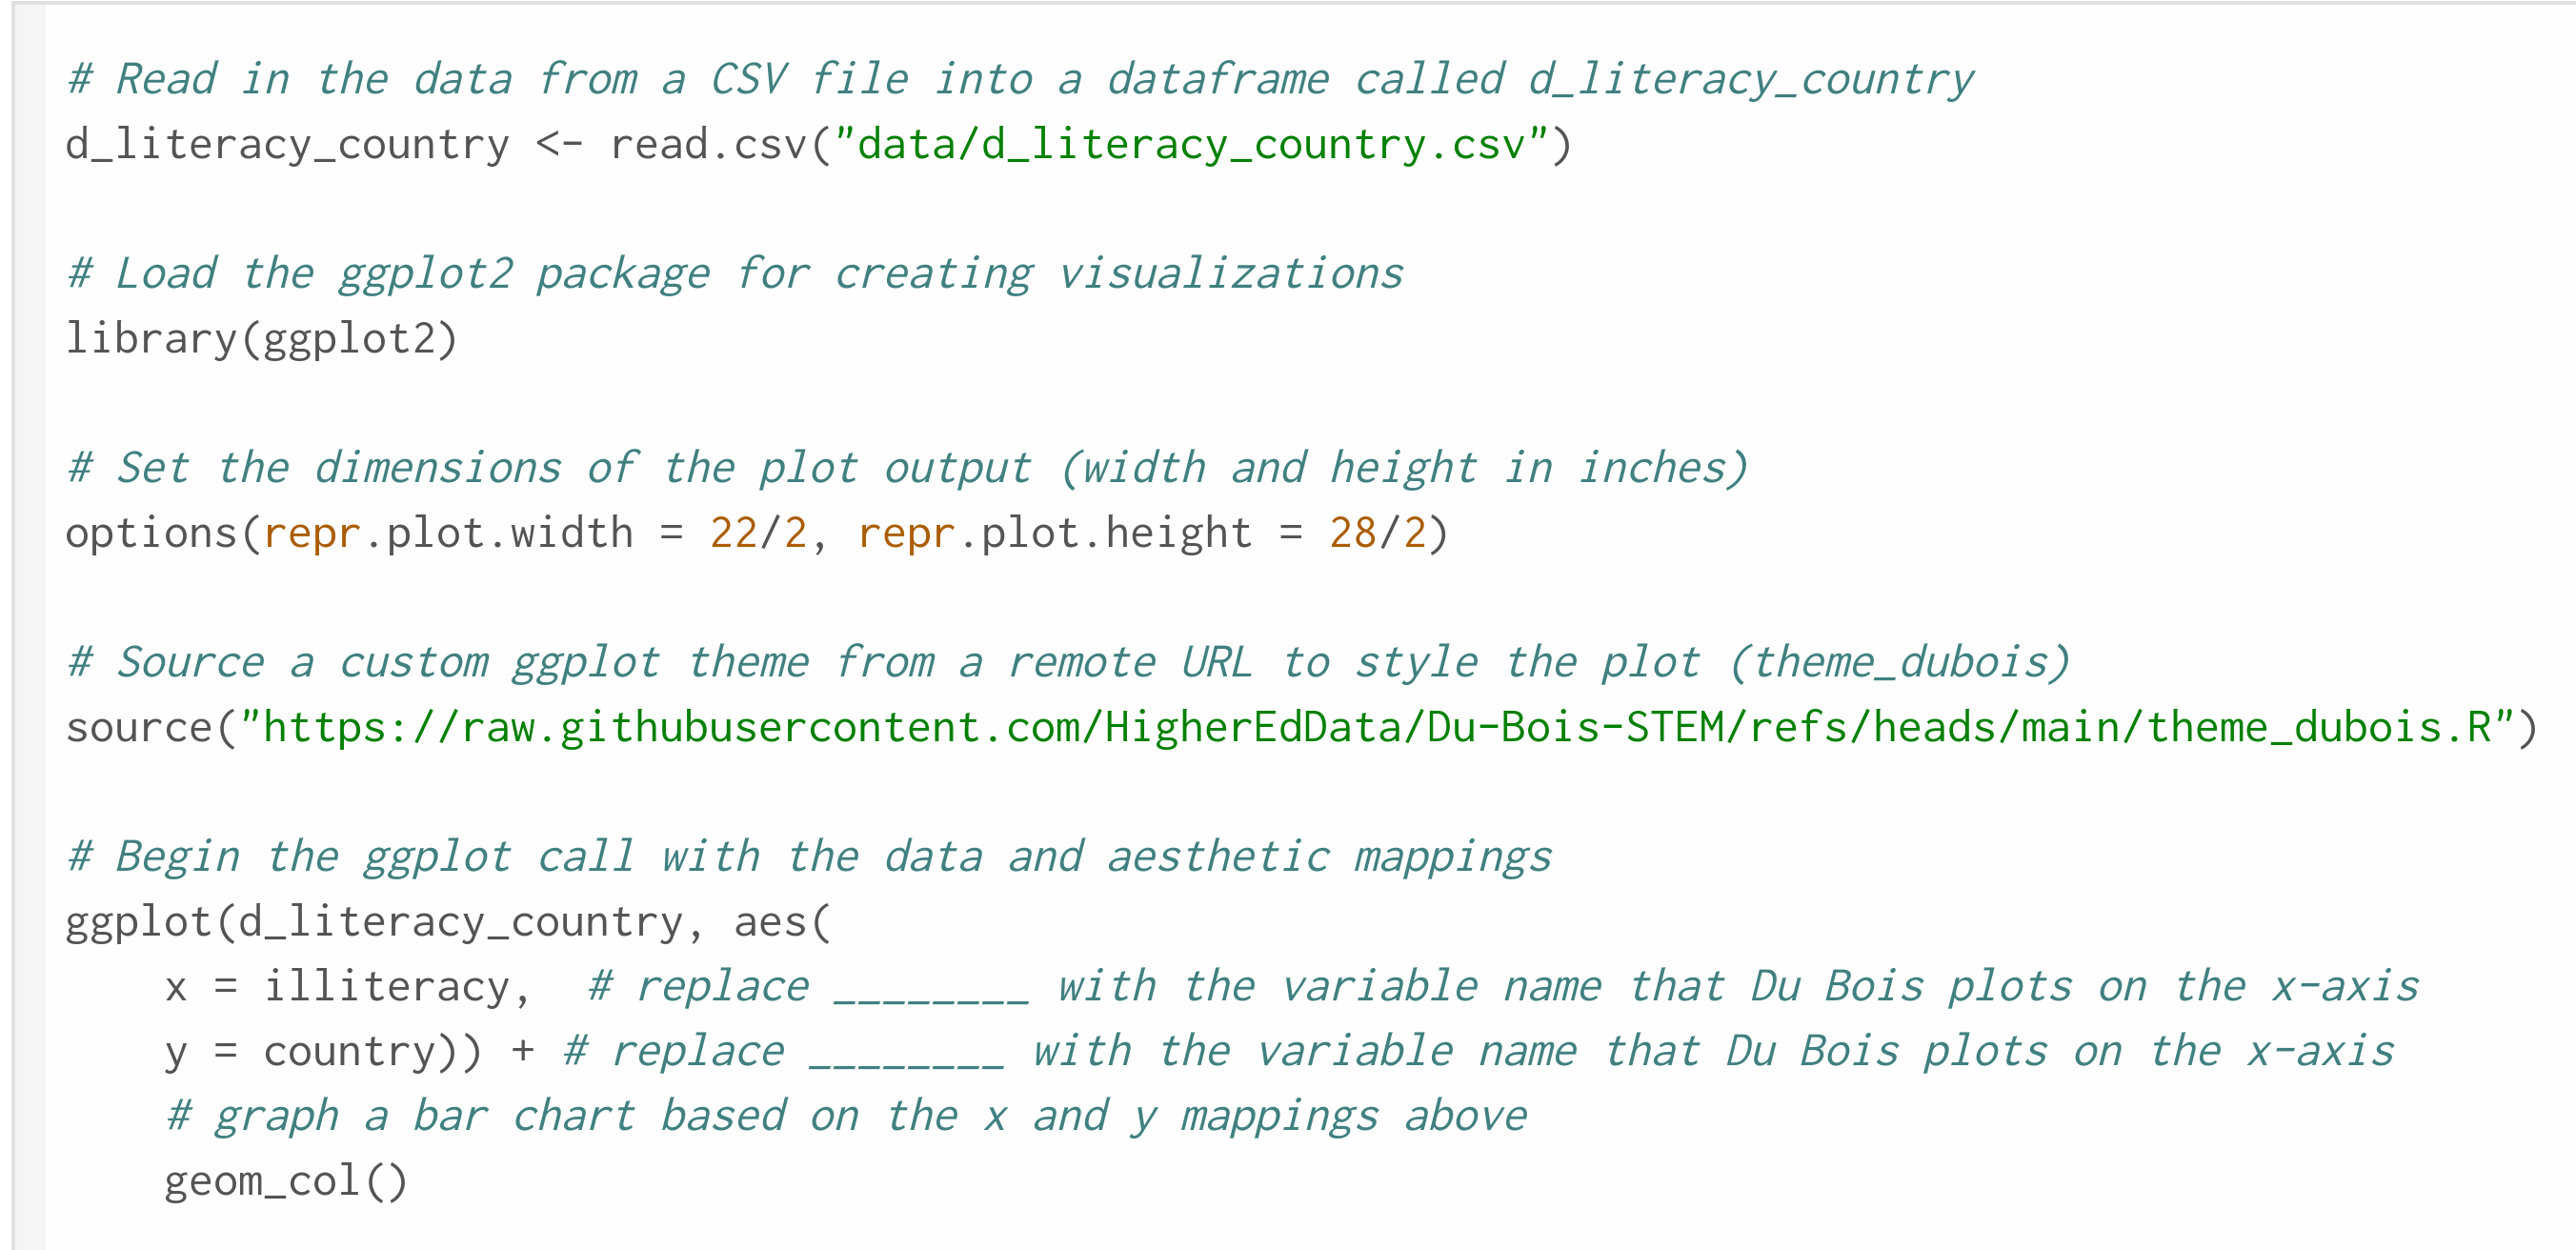 # Read in the data from a CSV file into a dataframe called d_literacy_country
d_literacy_country <- read.csv("data/d_literacy_country.csv")
# Load the ggplot2 package for creating visualizations
library(ggplot2)
# Set the dimensions of the plot output (width and height in inches)
options(repr.plot.width = 22/2, repr.plot.height = 28/2)
# Source a custom ggplot theme from a remote URL to style the plot (theme_dubois)
source("https://raw.githubusercontent.com/HigherEdData/Du-Bois-STEM/refs/heads/main/theme_dubois.R")
# Begin the ggplot call with the data and aesthetic mappings
ggplot(d_literacy_country, aes(
    x = illiteracy,  # replace ________ with the variable name that Du Bois plots on the x-axis
    y = country)) + # replace ________ with the variable name that Du Bois plots on the x-axis
    # graph a bar chart based on the x and y mappings above
    geom_col()